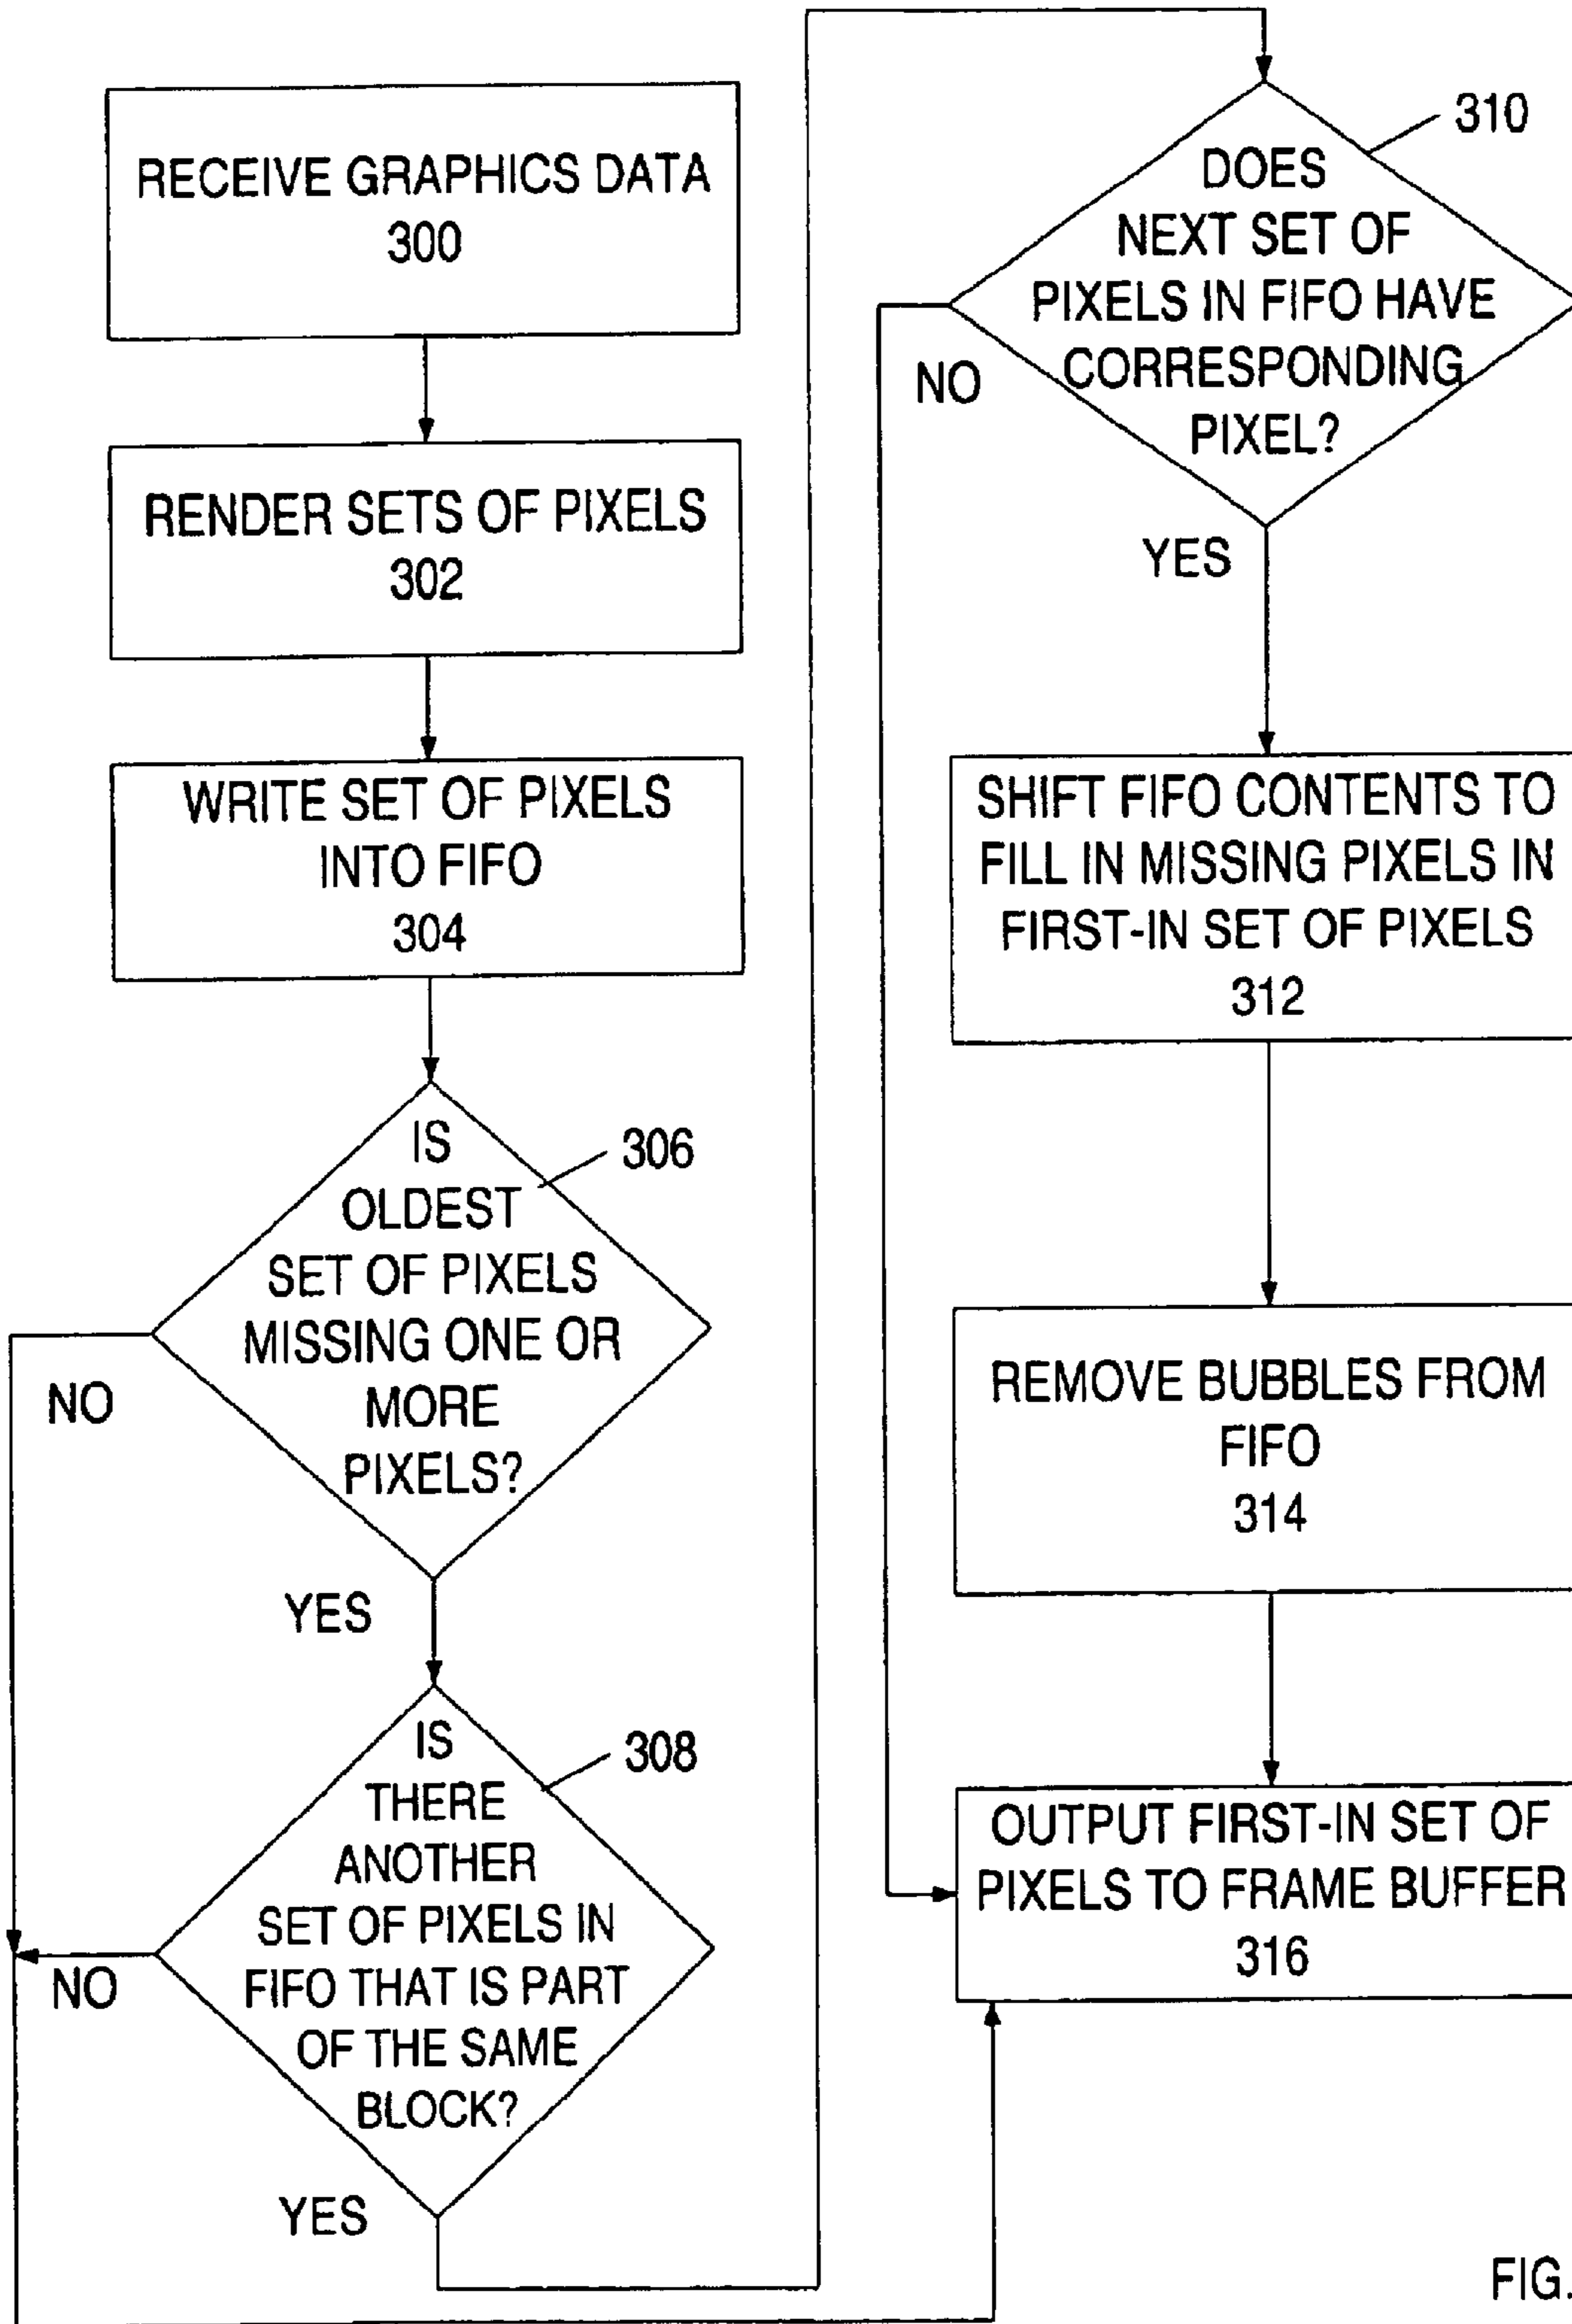 RECEIVE GRAPHICS DATA
300
RENDER SETS OF PIXELS
302
WRITE SET OF PIXELS
INTO FIFO
304
IS
OLDEST
SET OF PIXELS
MISSING ONE OR
MORE
PIXELS?
306
NO
YES
IS
THERE
ANOTHER
SET OF PIXELS IN
FIFO THAT IS PART
OF THE SAME
BLOCK?
308
NO
YES
DOES
NEXT SET OF
PIXELS IN FIFO HAVE
CORRESPONDING
PIXEL?
310
NO
YES
SHIFT FIFO CONTENTS TO
FILL IN MISSING PIXELS IN
FIRST-IN SET OF PIXELS
312
REMOVE BUBBLES FROM
FIFO
314
OUTPUT FIRST-IN SET OF
PIXELS TO FRAME BUFFER
316
FIG.